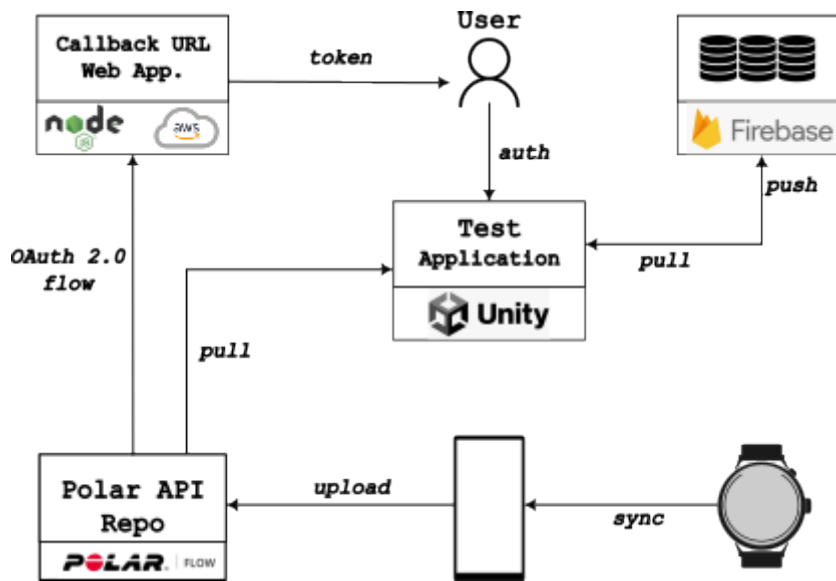 User
Callback URL
Web App.
token
node
JS
aws
Firebase
auth
push
Test
Application
pull
Unity
OAuth 2.0
flow
pull
Polar API
Repo
upload
sync
POLAR. | FLOW